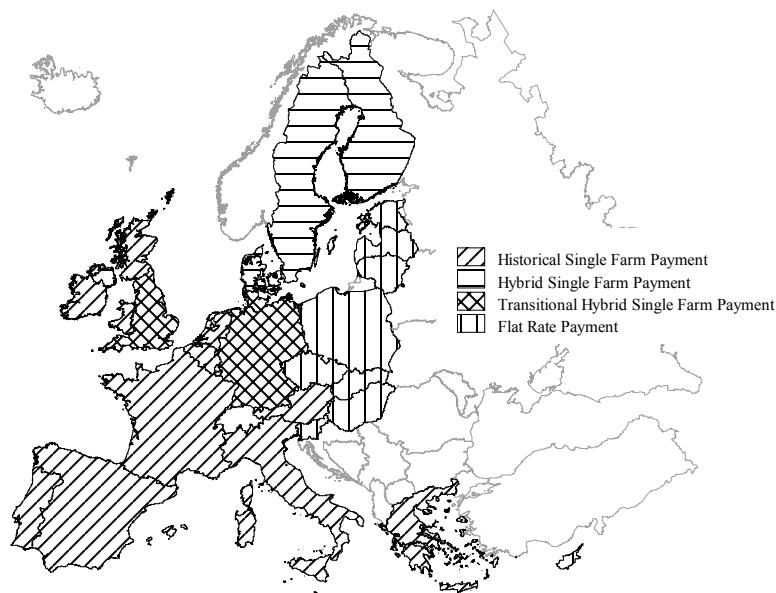 Historical Single Farm Payment
Hybrid Single Farm Payment
Transitional Hybrid Single Farm Payment
Flat Rate Payment